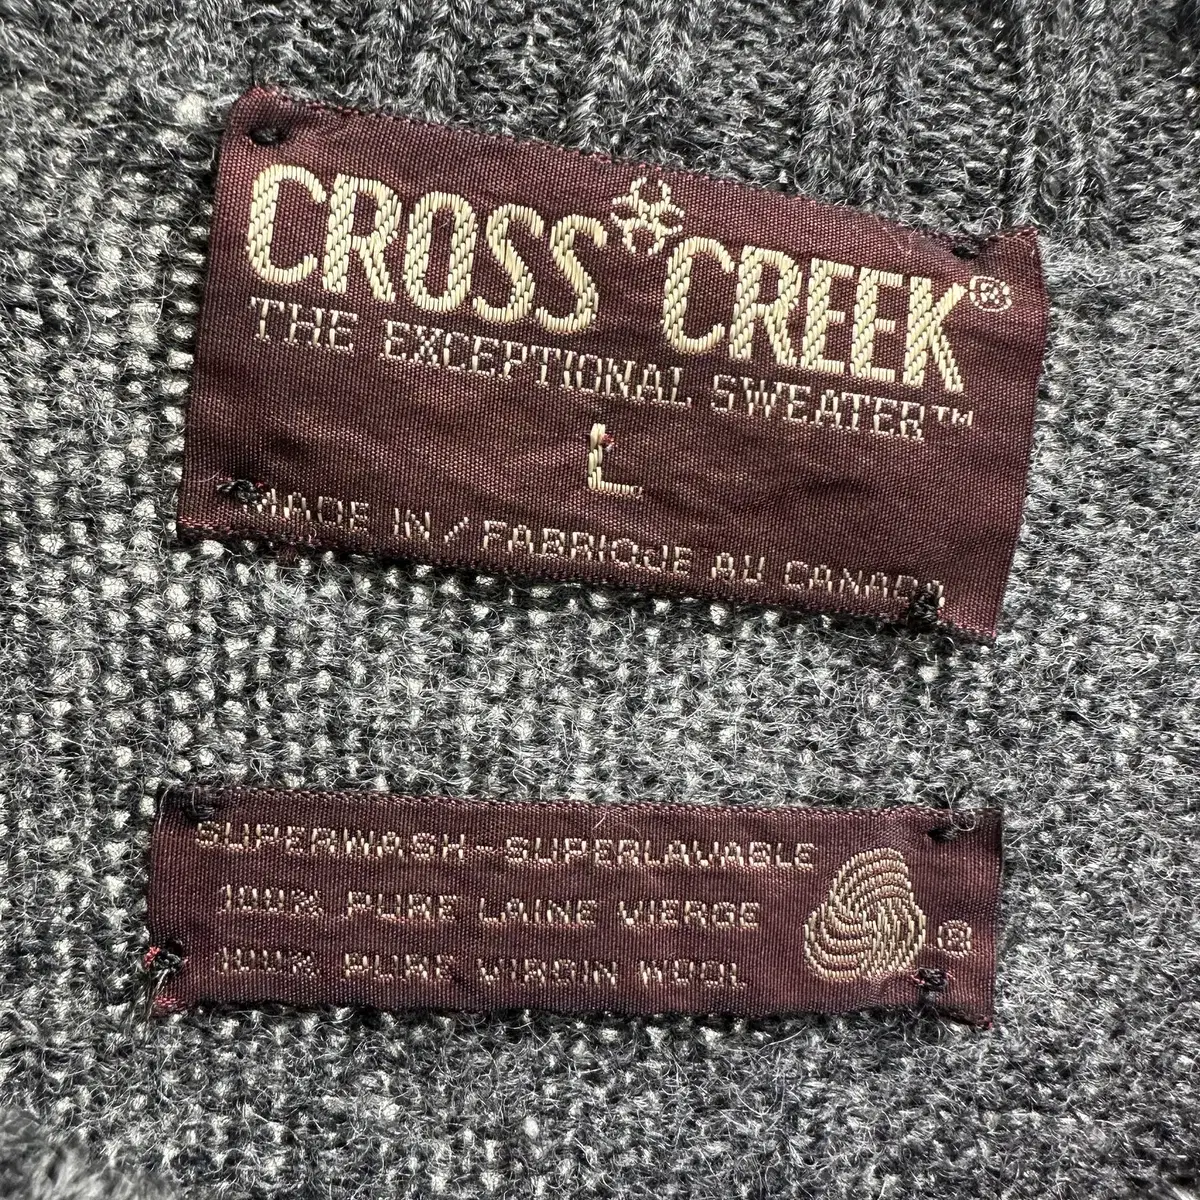 CROSS CREEK®
THE EXCEPTIONAL SWEATER™
L
MADE IN / FABRIQUE AU CANADA
SUPERWASH-SUPERLAVABLE
100% PURE LAINE VIERGE
100% PURE VIRGIN WOOL
®